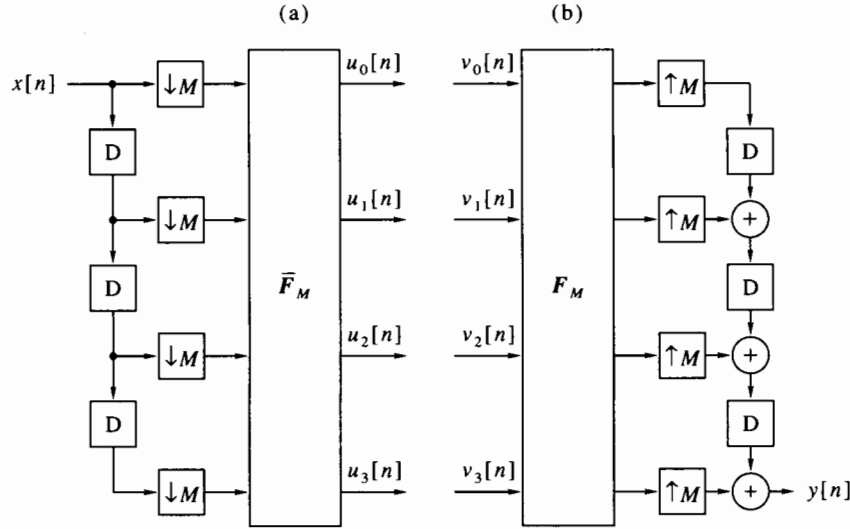 (a) (b)
x[n] ↓M u₀[n] v₀[n] ↑M
D D
↓M u₁[n] v₁[n] ↑M +
D F̄_M F_M D
↓M u₂[n] v₂[n] ↑M +
D D
↓M u₃[n] v₃[n] ↑M + y[n]